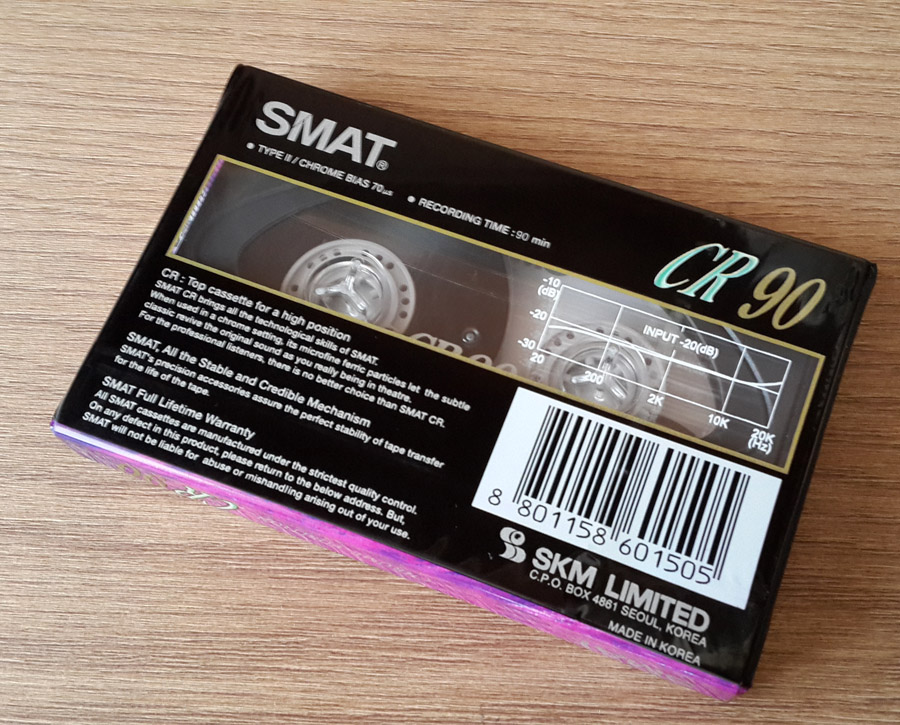 SMAT®
• TYPE II / CHROME BIAS 70µs • RECORDING TIME : 90 min
CR 90
-10
(dB)
-20
-30
INPUT -20(dB)
20
200
2K
10K
20K
(Hz)
CR : Top cassette for a high position
SMAT CR brings all the technological skills of SMAT.
When used in a chrome setting, its microfine ferric particles let the subtle
classic revive the original sound as you really being in theatre.
For the professional listeners, there is no better choice than SMAT CR.
SMAT, All the Stable and Credible Mechanism
SMAT's precision accessories assure the perfect stability of tape transfer
for the life of the tape.
SMAT Full Lifetime Warranty
All SMAT cassettes are manufactured under the strictest quality control.
On any defect in this product, please return to the below address. But,
SMAT will not be liable for abuse or mishandling arising out of your use.
8 801158 601505
SKM LIMITED
C.P.O. BOX 4861 SEOUL, KOREA
MADE IN KOREA